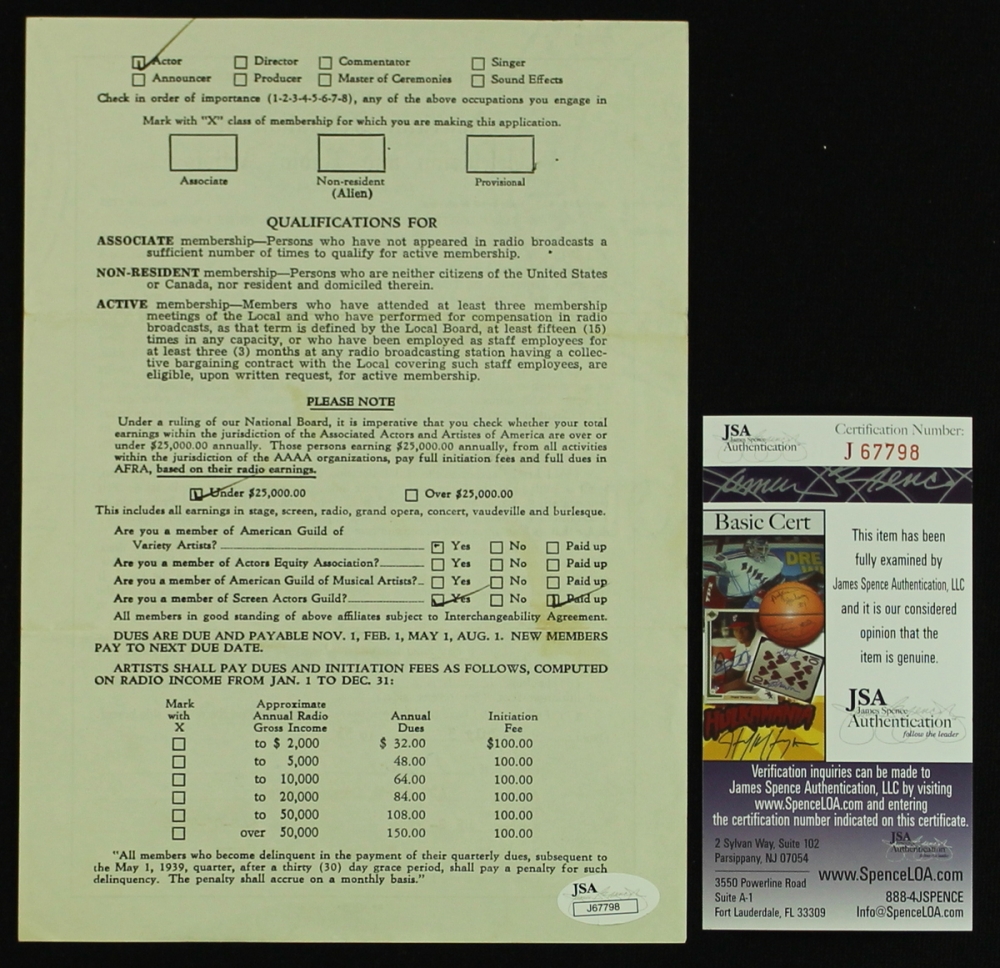 Actor Director Commentator Singer
Announcer Producer Master of Ceremonies Sound Effects
Check in order of importance (1-2-3-4-5-6-7-8), any of the above occupations you engage in
Mark with "X" class of membership for which you are making this application.
Associate Non-resident Provisional
(Alien)
QUALIFICATIONS FOR
ASSOCIATE membership—Persons who have not appeared in radio broadcasts a
sufficient number of times to qualify for active membership.
NON-RESIDENT membership—Persons who are neither citizens of the United States
or Canada, nor resident and domiciled therein.
ACTIVE membership—Members who have attended at least three membership
meetings of the Local and who have performed for compensation in radio
broadcasts, as that term is defined by the Local Board, at least fifteen (15)
times in any capacity, or who have been employed as staff employees for
at least three (3) months at any radio broadcasting station having a collec-
tive bargaining contract with the Local covering such staff employees, are
eligible, upon written request, for active membership.
PLEASE NOTE
Under a ruling of our National Board, it is imperative that you check whether your total
earnings within the jurisdiction of the Associated Actors and Artistes of America are over or
under $25,000.00 annually. Those persons earning $25,000.00 annually, from all activities
within the jurisdiction of the AAAA organizations, pay full initiation fees and full dues in
AFRA, based on their radio earnings.
Under $25,000.00 Over $25,000.00
This includes all earnings in stage, screen, radio, grand opera, concert, vaudeville and burlesque.
Are you a member of American Guild of
Variety Artists? Yes No Paid up
Are you a member of Actors Equity Association? Yes No Paid up
Are you a member of American Guild of Musical Artists? Yes No Paid up
Are you a member of Screen Actors Guild? Yes No Paid up
All members in good standing of above affiliates subject to Interchangeability Agreement.
DUES ARE DUE AND PAYABLE NOV. 1, FEB. 1, MAY 1, AUG. 1. NEW MEMBERS
PAY TO NEXT DUE DATE.
ARTISTS SHALL PAY DUES AND INITIATION FEES AS FOLLOWS, COMPUTED
ON RADIO INCOME FROM JAN. 1 TO DEC. 31:
Mark Approximate
with Annual Radio Annual Initiation
X Gross Income Dues Fee
to $ 2,000 $ 32.00 $100.00
to 5,000 48.00 100.00
to 10,000 64.00 100.00
to 20,000 84.00 100.00
to 50,000 108.00 100.00
over 50,000 150.00 100.00
"All members who become delinquent in the payment of their quarterly dues, subsequent to
the May 1, 1939, quarter, after a thirty (30) day grace period, shall pay a penalty for such
delinquency. The penalty shall accrue on a monthly basis."
JSA
J67798
JSA
James Spence
Authentication
Certification Number:
J 67798
James Spence
Basic Cert
This item has been
fully examined by
James Spence Authentication, LLC
and it is our considered
opinion that the
item is genuine.
JSA
James Spence
Authentication
follow the leader
Verification inquiries can be made to
James Spence Authentication, LLC by visiting
www.SpenceLOA.com and entering
the certification number indicated on this certificate.
2 Sylvan Way, Suite 102
Parsippany, NJ 07054
JSA
Authentication
3550 Powerline Road
Suite A-1
Fort Lauderdale, FL 33309
www.SpenceLOA.com
888-4JSPENCE
Info@SpenceLOA.com